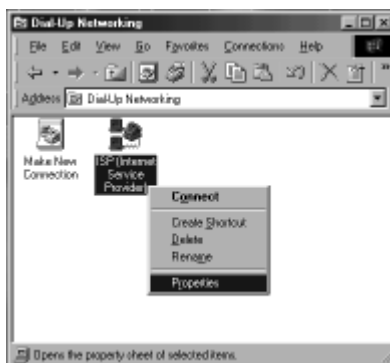 Dial-Up Networking
File Edit View Go Favorites Connections Help
Address Dial-Up Networking
Make New
Connection
ISP (Internet
Service
Provider)
Connect
Create Shortcut
Delete
Rename
Properties
Opens the property sheet of selected items.